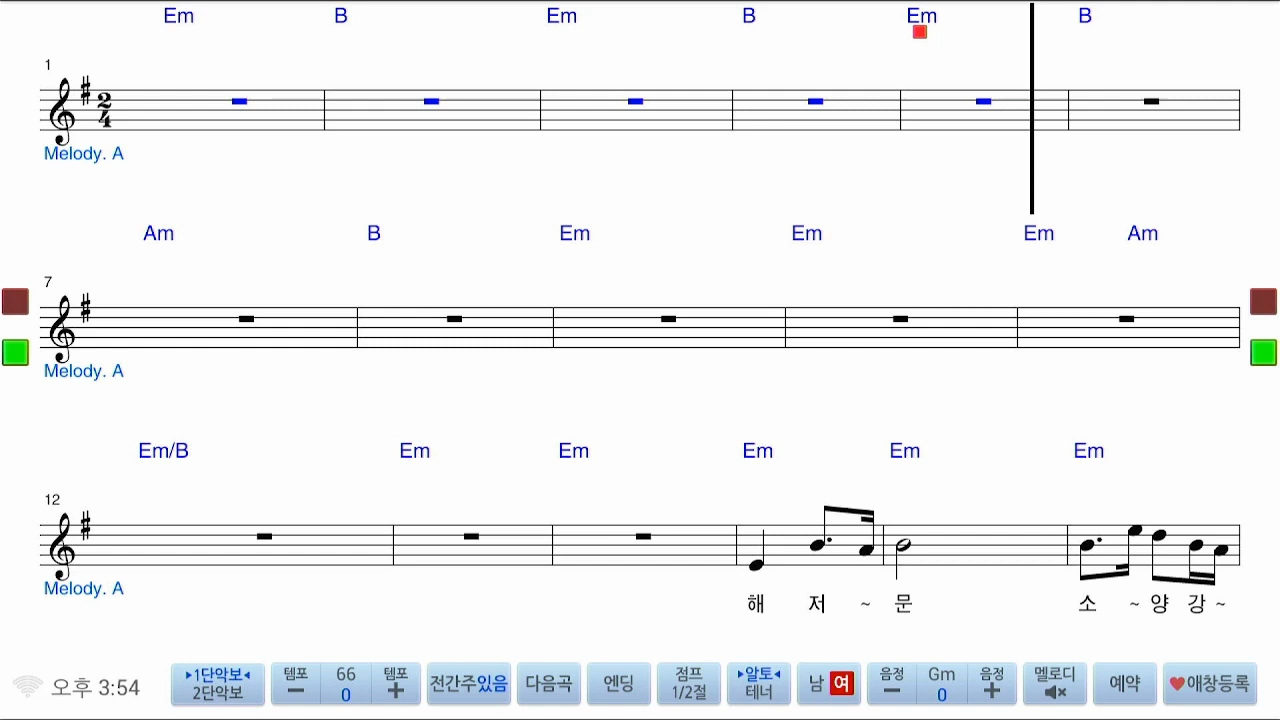 Em B Em B Em B
1
2
4
Melody. A
Am B Em Em Em Am
7
Melody. A
Em/B Em Em Em Em Em
12
Melody. A
해 저 ~ 문 소 ~ 양 강 ~
오후 3:54
▸1단악보◂
2단악보
템포
−
66
0
템포
+
전간주있음
다음곡
엔딩
점프
1/2절
▸알토◂
테너
남 여
음정
−
Gm
0
음정
+
멜로디
예약
♥애창등록